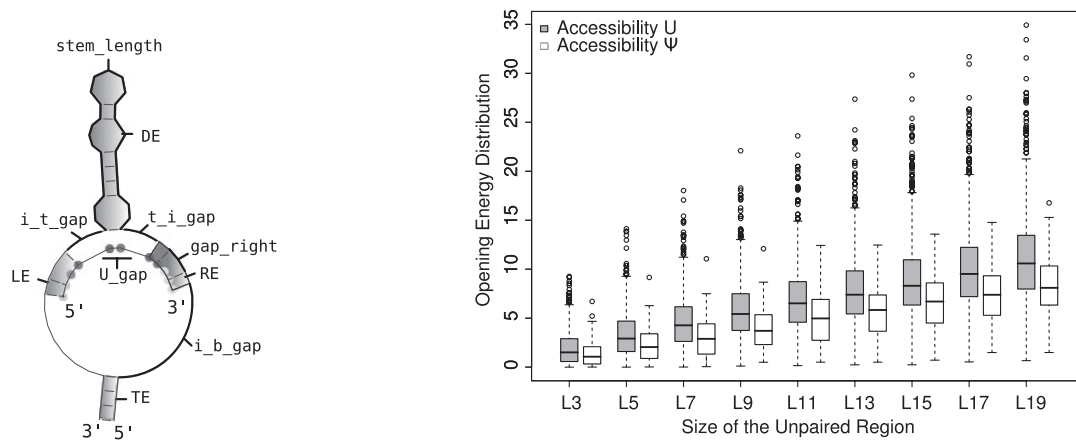 stem_length
DE
i_t_gap
t_i_gap
gap_right
LE
U_gap
RE
5'
3'
i_b_gap
TE
3' 5'
Accessibility U
Accessibility Ψ
Opening Energy Distribution
35
30
25
20
15
10
5
0
L3 L5 L7 L9 L11 L13 L15 L17 L19
Size of the Unpaired Region